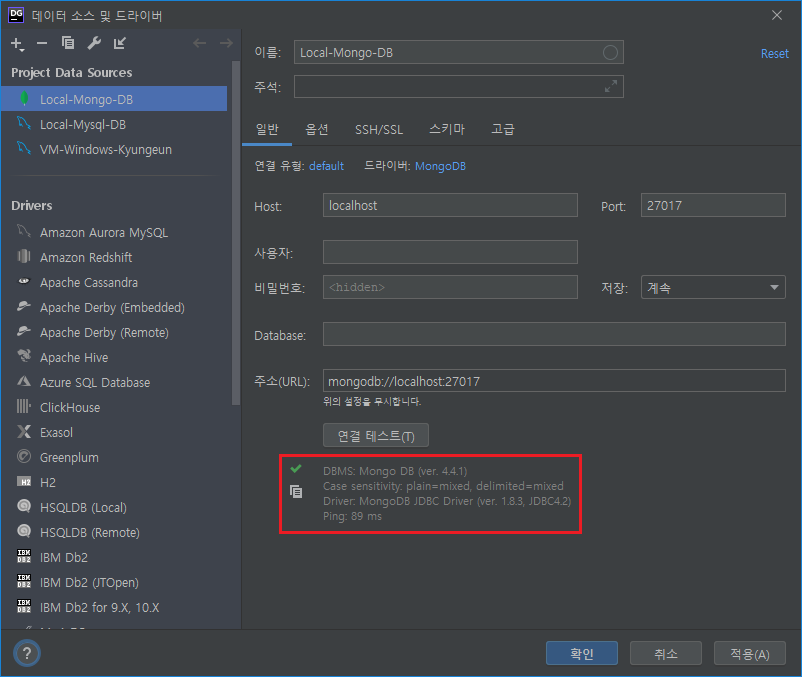 DG 데이터 소스 및 드라이버
Project Data Sources
Local-Mongo-DB
Local-Mysql-DB
VM-Windows-Kyungeun
Drivers
Amazon Aurora MySQL
Amazon Redshift
Apache Cassandra
Apache Derby (Embedded)
Apache Derby (Remote)
Apache Hive
Azure SQL Database
ClickHouse
Exasol
Greenplum
H2 H2
HSQLDB (Local)
HSQLDB (Remote)
IBM DB2 IBM Db2
IBM DB2 IBM Db2 (JTOpen)
IBM DB2 IBM Db2 for 9.X, 10.X
이름: Local-Mongo-DB
Reset
주석:
일반 옵션 SSH/SSL 스키마 고급
연결 유형: default 드라이버: MongoDB
Host: localhost Port: 27017
사용자:
비밀번호: <hidden> 저장: 계속
Database:
주소(URL): mongodb://localhost:27017
위의 설정을 무시합니다.
연결 테스트(T)
DBMS: Mongo DB (ver. 4.4.1)
Case sensitivity: plain=mixed, delimited=mixed
Driver: MongoDB JDBC Driver (ver. 1.8.3, JDBC4.2)
Ping: 89 ms
? 확인 취소 적용(A)